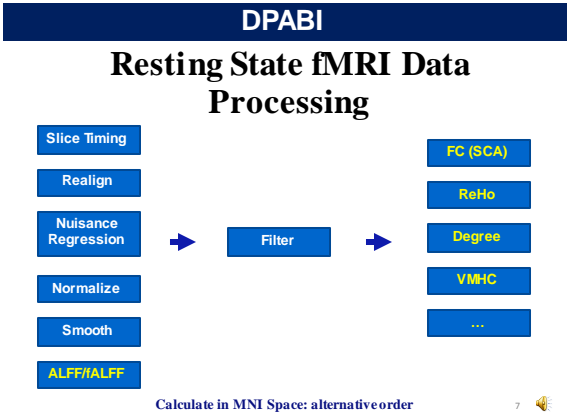 DPABI
Resting State fMRI Data
Processing
Slice Timing
Realign
Nuisance
Regression
Normalize
Smooth
ALFF/fALFF
Filter
FC (SCA)
ReHo
Degree
VMHC
...
Calculate in MNI Space: alternative order
7